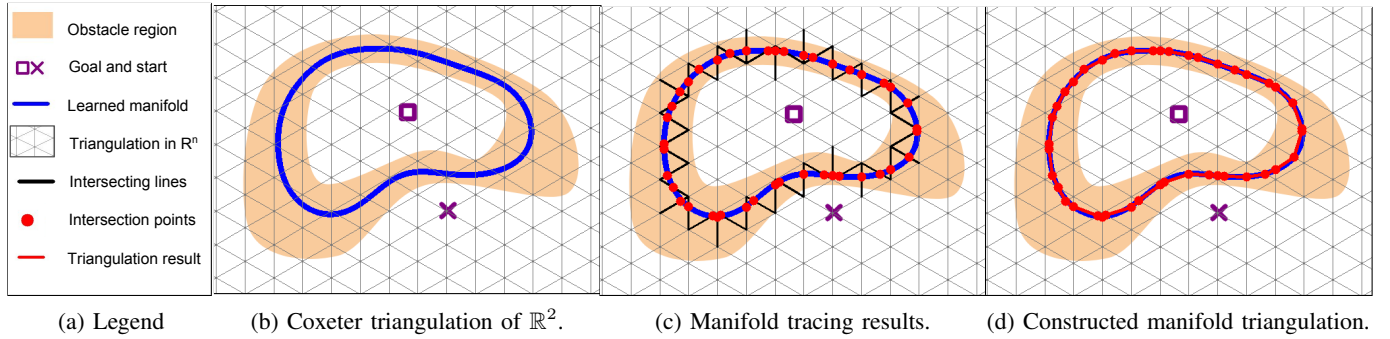 Obstacle region
Goal and start
Learned manifold
Triangulation in Rⁿ
Intersecting lines
Intersection points
Triangulation result
(a) Legend
(b) Coxeter triangulation of ℝ².
(c) Manifold tracing results.
(d) Constructed manifold triangulation.